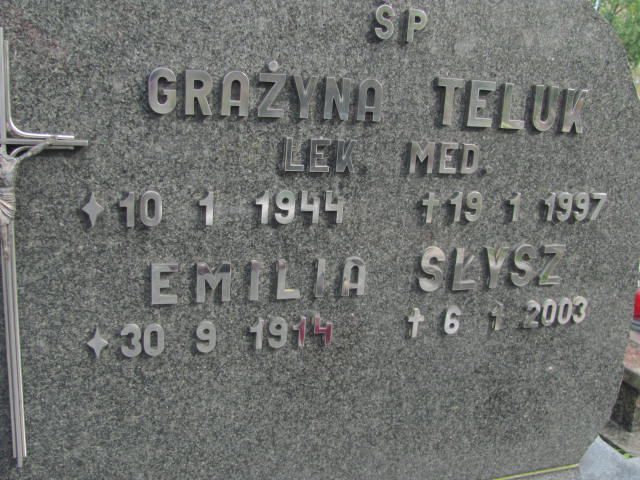 SP
GRAŻYNA TELUK
LEK MED.
10 1 1944 †19 1 1997
EMILIA SŁYSZ
30 9 1914 †6 1 2003